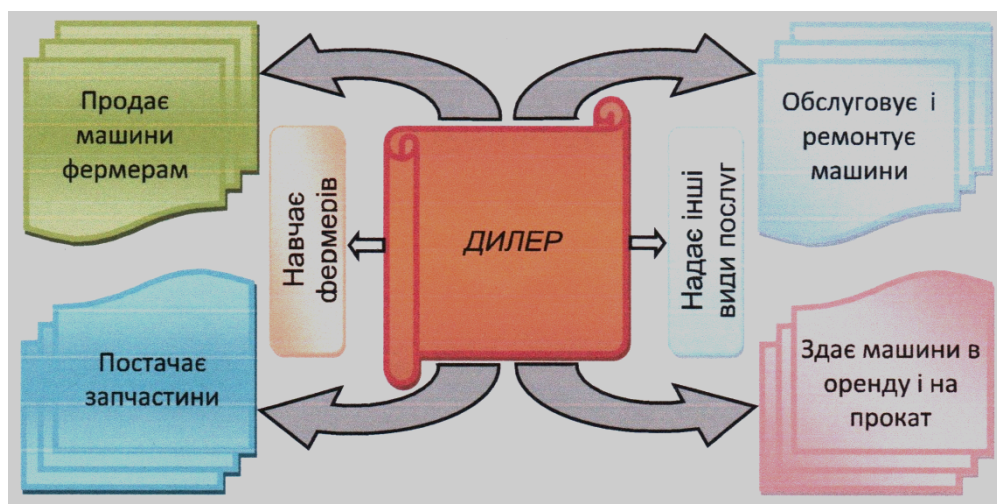 Продає
машини
фермерам
Навчає
фермерів
ДИЛЕР
Надає інші
види послуг
Обслуговує і
ремонтує
машини
Постачає
запчастини
Здає машини в
оренду і на
прокат